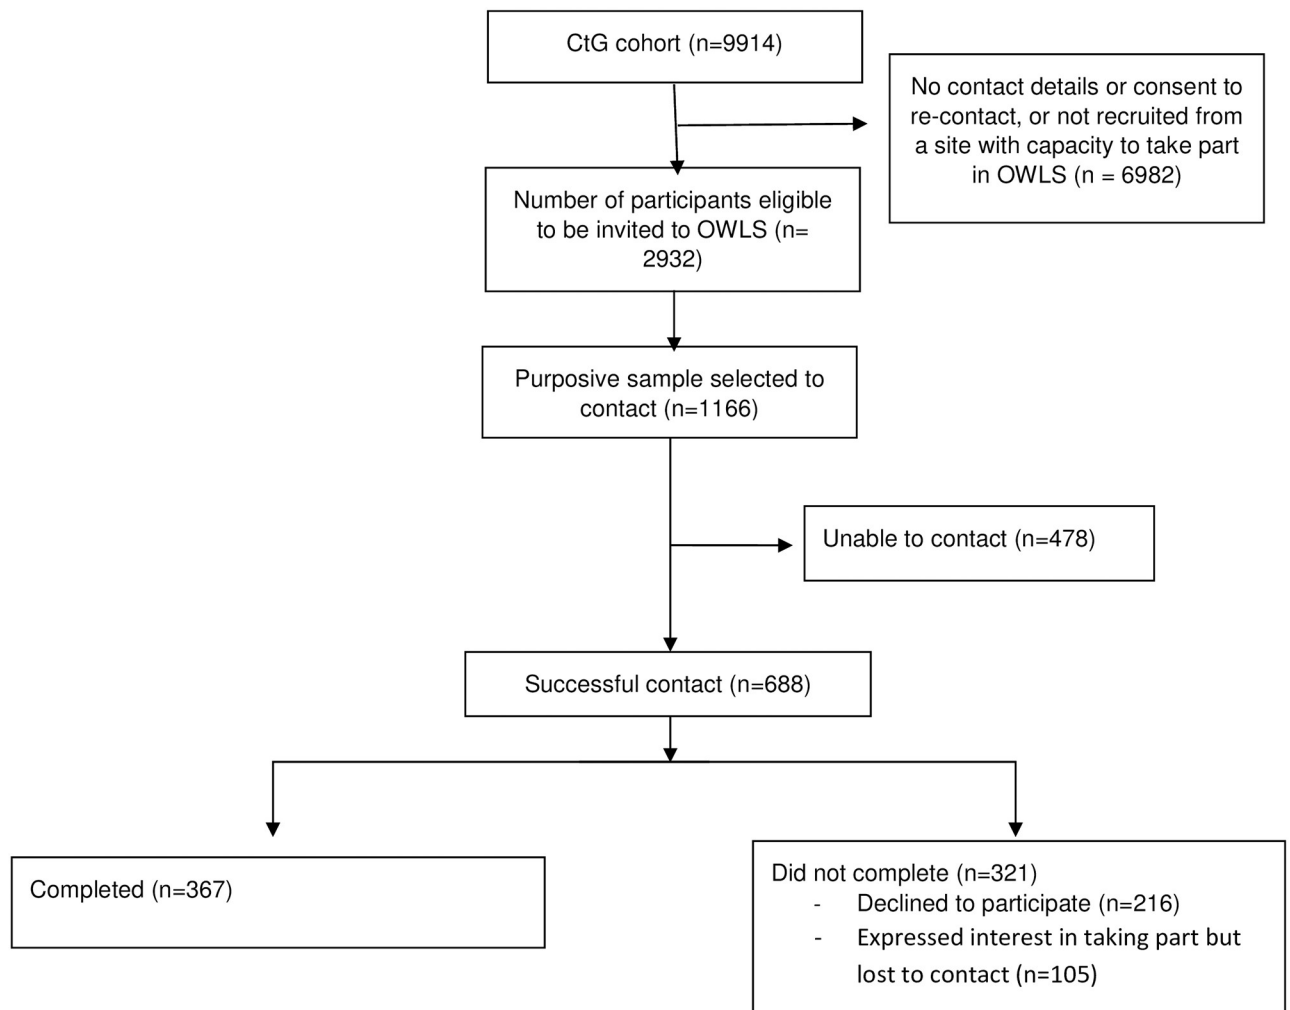 CtG cohort (n=9914)
No contact details or consent to
re-contact, or not recruited from
a site with capacity to take part
in OWLS (n = 6982)
Number of participants eligible
to be invited to OWLS (n=
2932)
Purposive sample selected to
contact (n=1166)
Unable to contact (n=478)
Successful contact (n=688)
Completed (n=367)
Did not complete (n=321)
- Declined to participate (n=216)
- Expressed interest in taking part but
lost to contact (n=105)